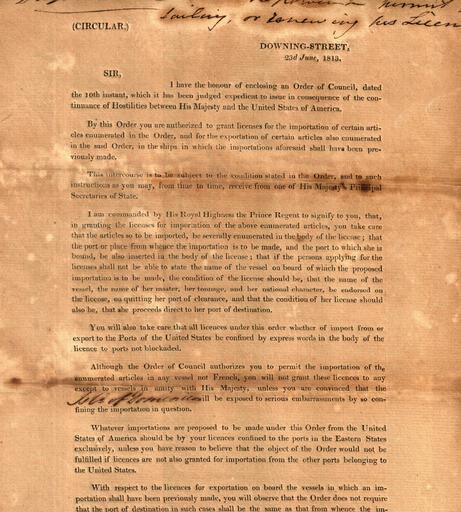 permit
sailing, or renewing his Licen
(CIRCULAR.)
DOWNING-STREET,
23d June, 1813.
SIR,
I have the honour of enclosing an Order of Council, dated
the 10th instant, which it has been judged expedient to issue in consequence of the con-
tinuance of Hostilities between His Majesty and the United States of America.
By this Order you are authorized to grant licenses for the importation of certain arti-
cles enumerated in the Order, and for the exportation of certain articles also enumerated
in the said Order, in the ships in which the importations aforesaid shall have been pre-
viously made.
This intercourse is to be subject to the condition stated in the Order, and to such
instructions as you may, from time to time, receive from one of His Majesty's Principal
Secretaries of State.
I am commanded by His Royal Highness the Prince Regent to signify to you, that,
in granting the licenses for importation of the above enumerated articles, you take care
that the articles so to be imported, be severally enumerated in the body of the license; that
the port or place from whence the importation is to be made, and the port to which she is
bound, be also inserted in the body of the license; that if the persons applying for the
licenses shall not be able to state the name of the vessel on board of which the proposed
importation is to be made, the condition of the license should be, that the name of the
vessel, the name of her master, her tonnage, and her national character, be endorsed on
the license, on quitting her port of clearance, and that the condition of her license should
also be, that she proceeds direct to her port of destination.
You will also take care that all licences under this order whether of import from or
export to the Ports of the United States be confined by express words in the body of the
licence to ports not blockaded.
Although the Order of Council authorizes you to permit the importation of the
enumerated articles in any vessel not French, you will not grant these licences to any
except to vessels in amity with His Majesty, unless you are convinced that the
will be exposed to serious embarrassments by so con-
fining the importation in question.
Whatever importations are proposed to be made under this Order from the United
States of America should be by your licences confined to the ports in the Eastern States
exclusively, unless you have reason to believe that the object of the Order would not be
fulfilled if licences are not also granted for importation from the other ports belonging to
the United States.
With respect to the licences for exportation on board the vessels in which an im-
portation shall have been previously made, you will observe that the Order does not require
that the port of destination in such cases shall be the same as that from whence the im-